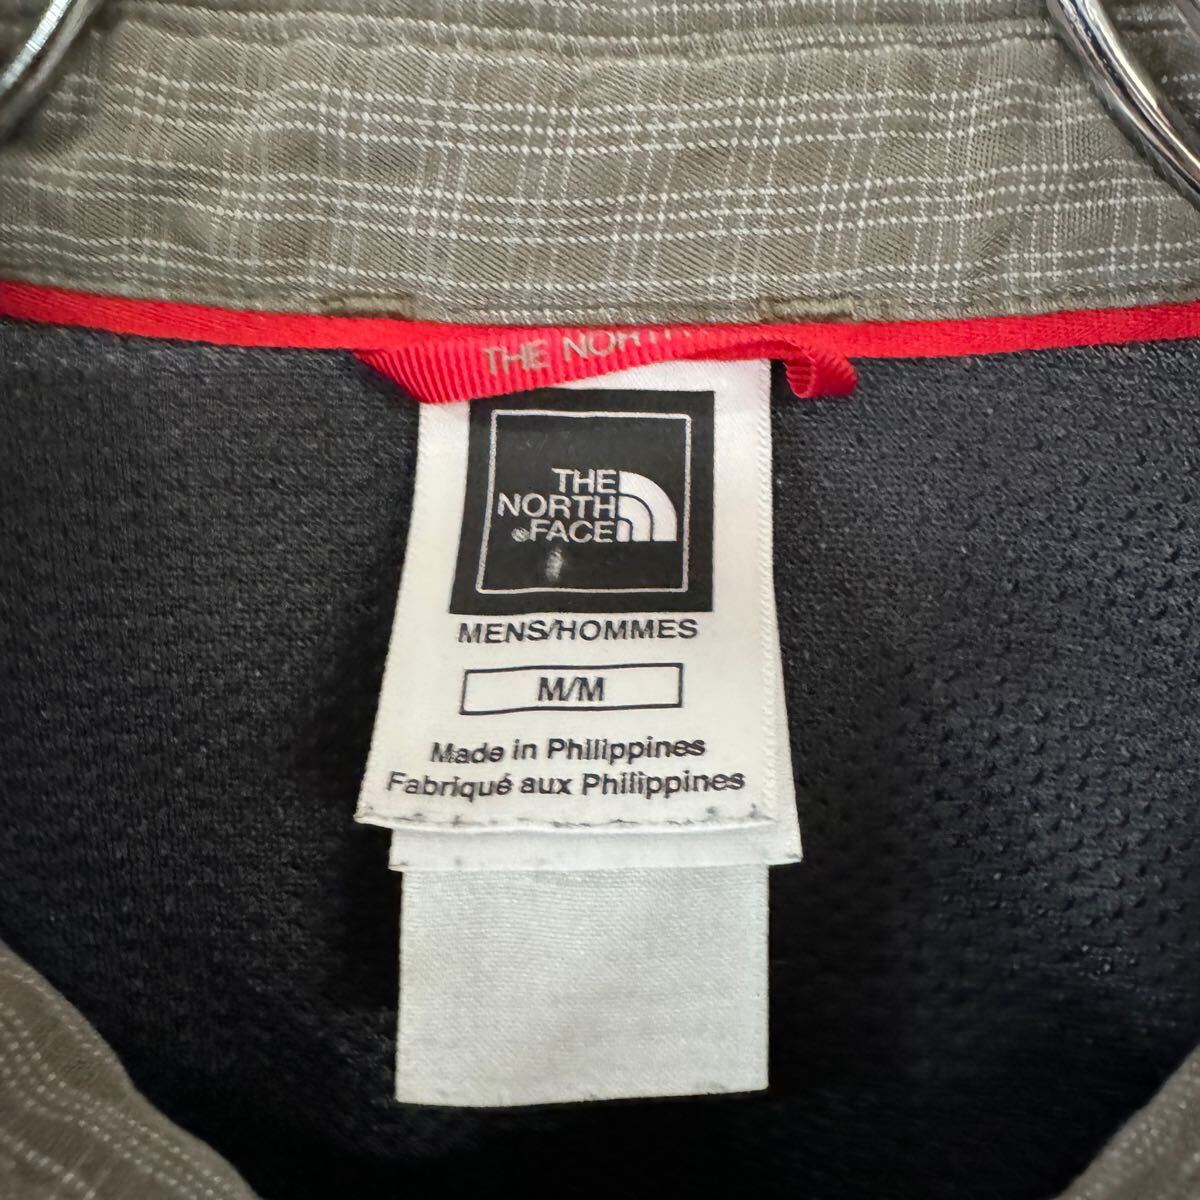 THE NORTH
THE
NORTH
FACE
MENS/HOMMES
M/M
Made in Philippines
Fabriqué aux Philippines